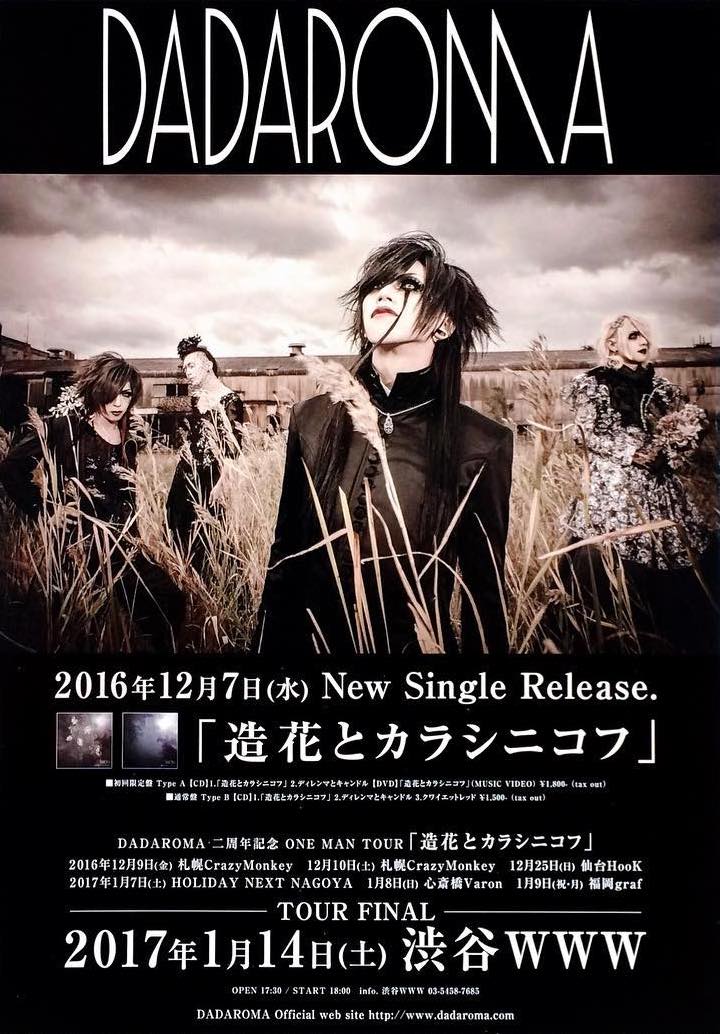 DADAROMA
2016年12月7日(水) New Single Release.
「造花とカラシニコフ」
■初回限定盤 Type A【CD】1.「造花とカラシニコフ」 2.ディレンマとキャンドル【DVD】「造花とカラシニコフ」(MUSIC VIDEO) ¥1,800- (tax out)
■通常盤 Type B【CD】1.「造花とカラシニコフ」 2.ディレンマとキャンドル 3.クワイエットレッド ¥1,500- (tax out)
DADAROMA 二周年記念 ONE MAN TOUR「造花とカラシニコフ」
2016年12月9日(金) 札幌CrazyMonkey 12月10日(土) 札幌CrazyMonkey 12月25日(日) 仙台HooK
2017年1月7日(土) HOLIDAY NEXT NAGOYA 1月8日(日) 心斎橋Varon 1月9日(祝・月) 福岡graf
TOUR FINAL
2017年1月14日(土) 渋谷WWW
OPEN 17:30 / START 18:00 info. 渋谷WWW 03-5458-7685
DADAROMA Official web site http://www.dadaroma.com